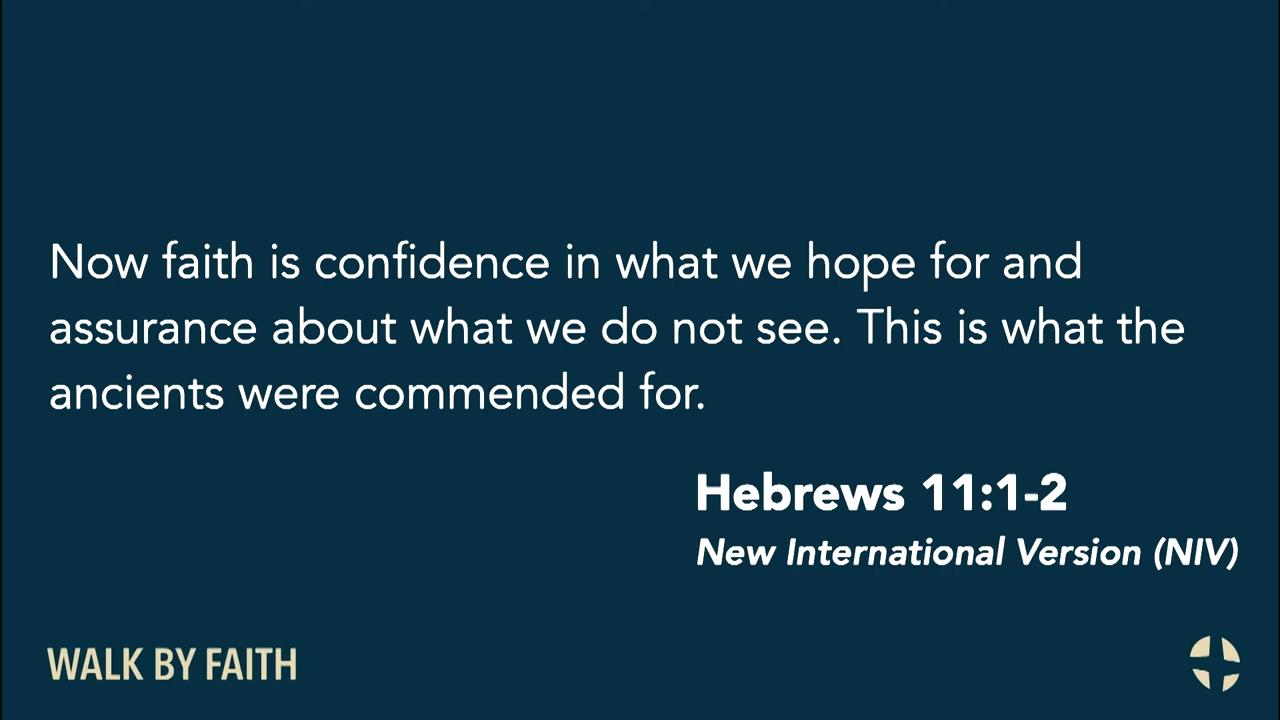 Now faith is confidence in what we hope for and
assurance about what we do not see. This is what the
ancients were commended for.
Hebrews 11:1-2
New International Version (NIV)
WALK BY FAITH